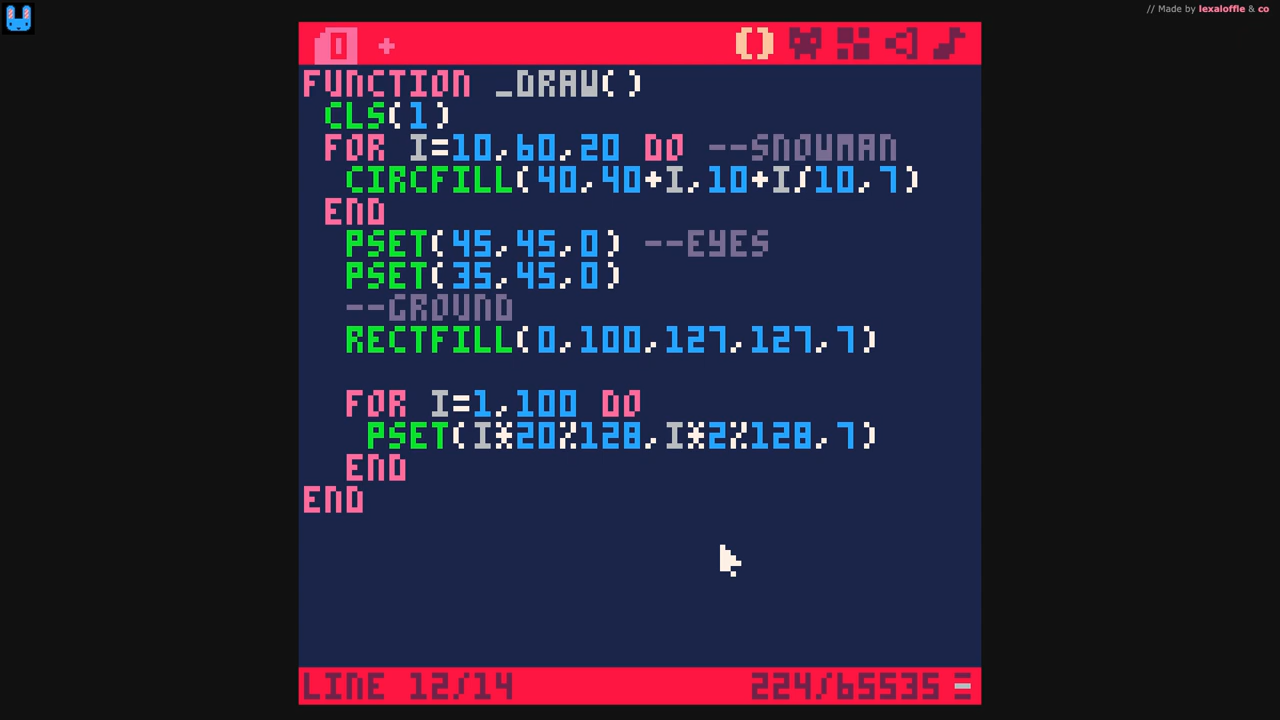 // Made by lexaloffle & co
0 +
FUNCTION _DRAW()
CLS(1)
FOR I=10,60,20 DO --SNOWMAN
CIRCFILL(40,40+I,10+I/10,7)
END
PSET(45,45,0) --EYES
PSET(35,45,0)
--GROUND
RECTFILL(0,100,127,127,7)
FOR I=1,100 DO
PSET(I*20%128,I*2%128,7)
END
END
LINE 12/14
224/65535